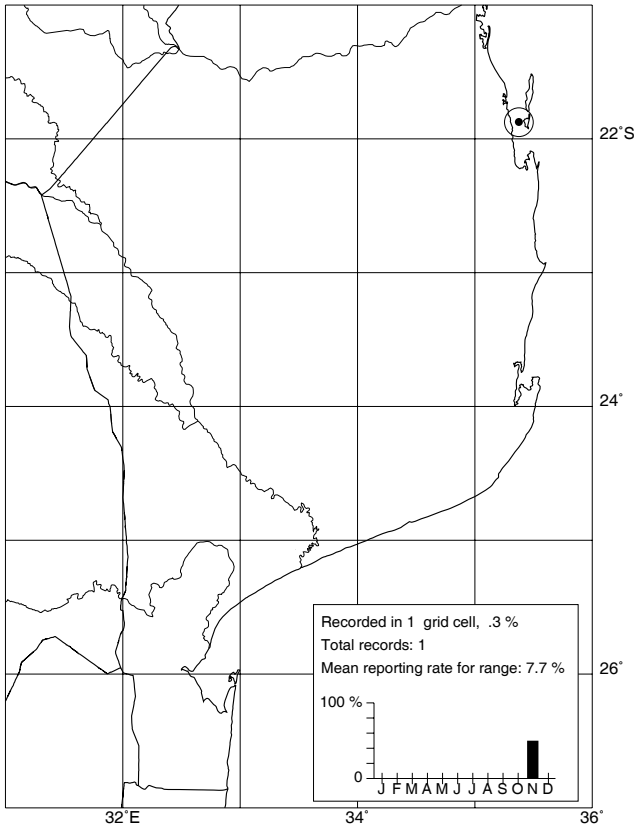 22˚S
24˚
26˚
Recorded in 1 grid cell, .3 %
Total records: 1
Mean reporting rate for range: 7.7 %
100 %
0
J F M A M J J A S O N D
32˚E
34˚
36˚